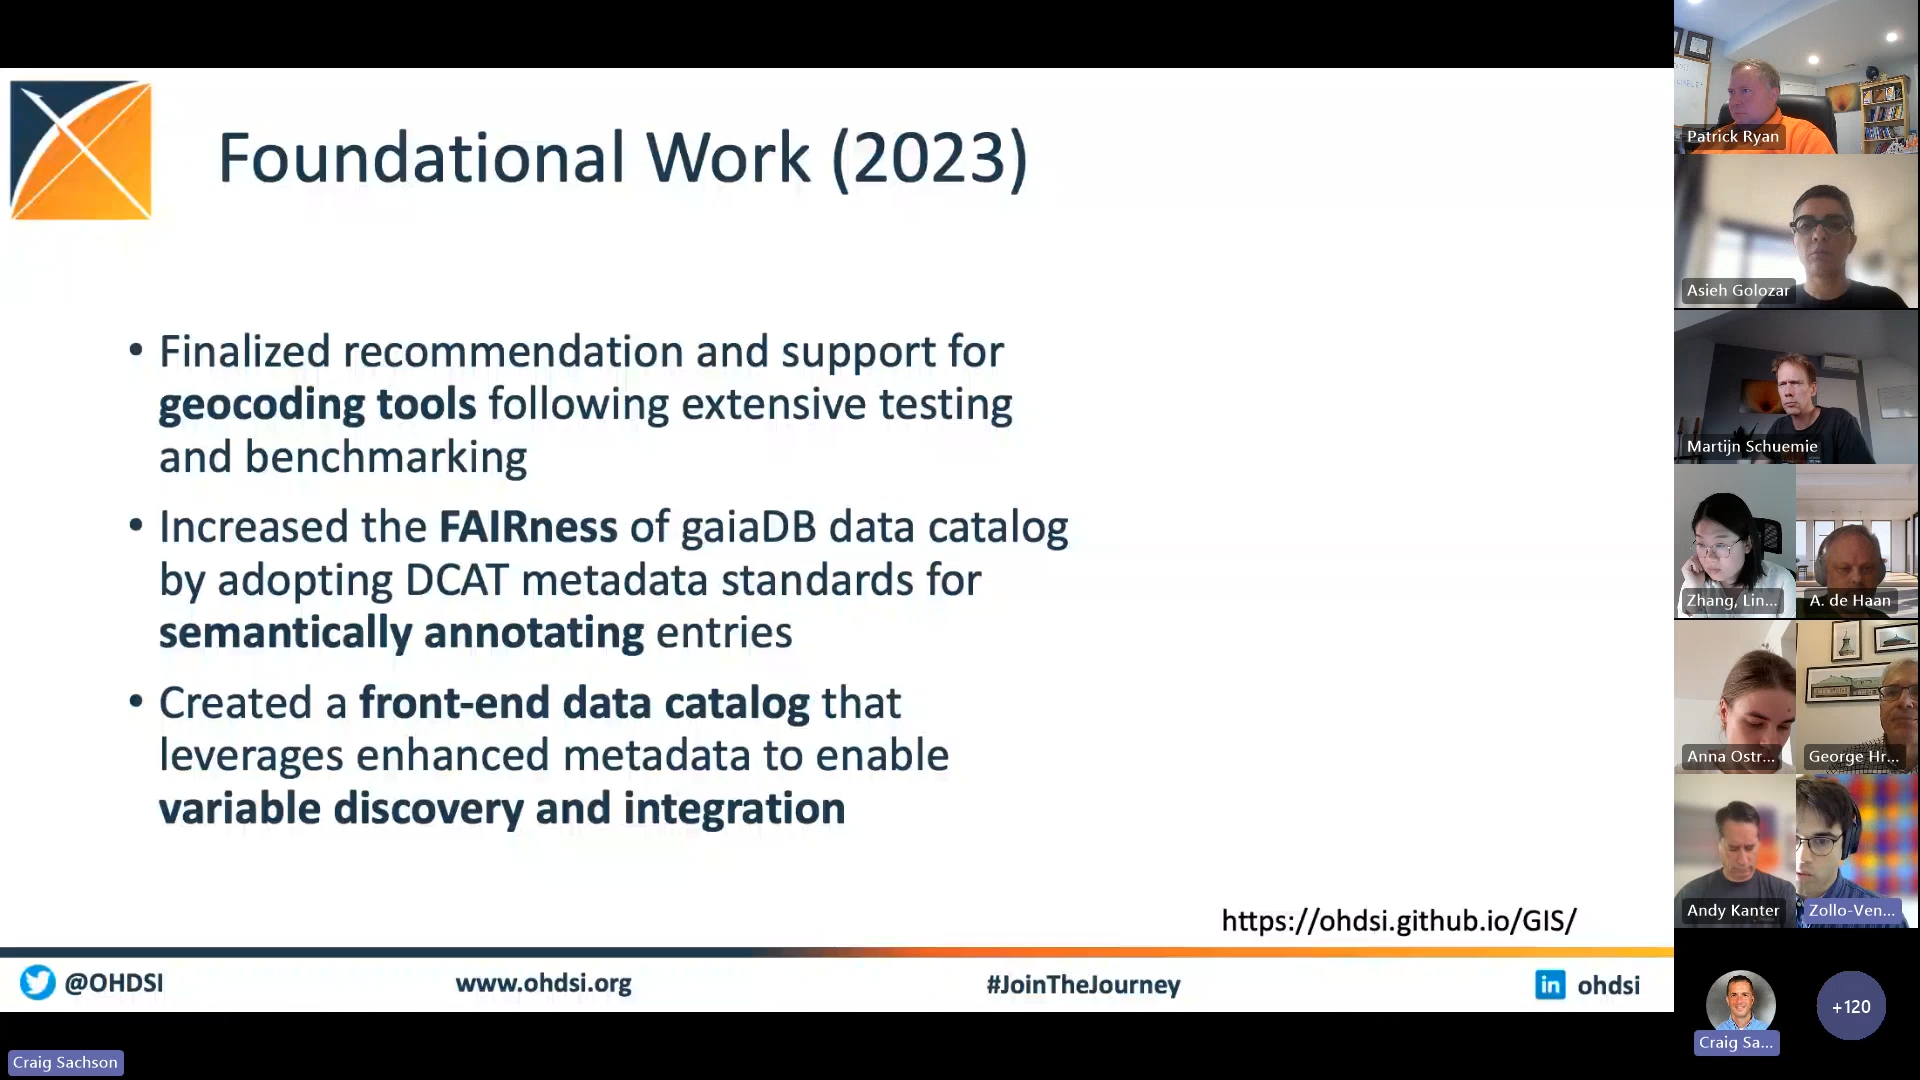 Foundational Work (2023)
• Finalized recommendation and support for
geocoding tools following extensive testing
and benchmarking
• Increased the FAIRness of gaiaDB data catalog
by adopting DCAT metadata standards for
semantically annotating entries
• Created a front-end data catalog that
leverages enhanced metadata to enable
variable discovery and integration
https://ohdsi.github.io/GIS/
@OHDSI
www.ohdsi.org
#JoinTheJourney
in
ohdsi
Craig Sachson
Patrick Ryan
Asieh Golozar
Martijn Schuemie
Zhang, Lin...
A. de Haan
Anna Ostr...
George Hr...
Andy Kanter
Zollo-Ven...
Craig Sa...
+120